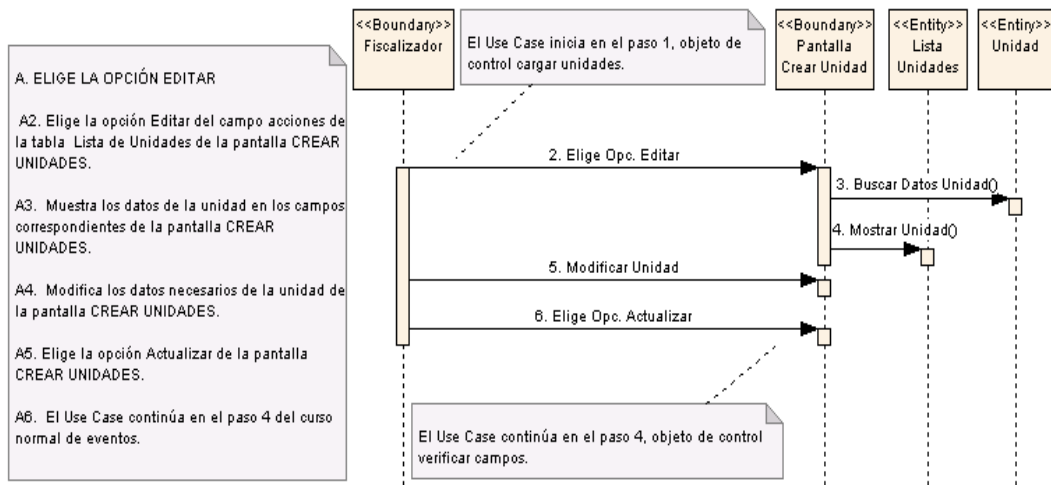 A. ELIGE LA OPCIÓN EDITAR
A2. Elige la opción Editar del campo acciones de
la tabla Lista de Unidades de la pantalla CREAR
UNIDADES.
A3. Muestra los datos de la unidad en los campos
correspondientes de la pantalla CREAR
UNIDADES.
A4. Modifica los datos necesarios de la unidad de
la pantalla CREAR UNIDADES.
A5. Elige la opción Actualizar de la pantalla
CREAR UNIDADES.
A6. El Use Case continúa en el paso 4 del curso
normal de eventos.
<<Boundary>>
Fiscalizador
El Use Case inicia en el paso 1, objeto de
control cargar unidades.
<<Boundary>>
Pantalla
Crear Unidad
<<Entity>>
Lista
Unidades
<<Entiry>>
Unidad
2. Elige Opc. Editar
3. Buscar Datos Unidad()
4. Mostrar Unidad()
5. Modificar Unidad
6. Elige Opc. Actualizar
El Use Case continúa en el paso 4, objeto de control
verificar campos.